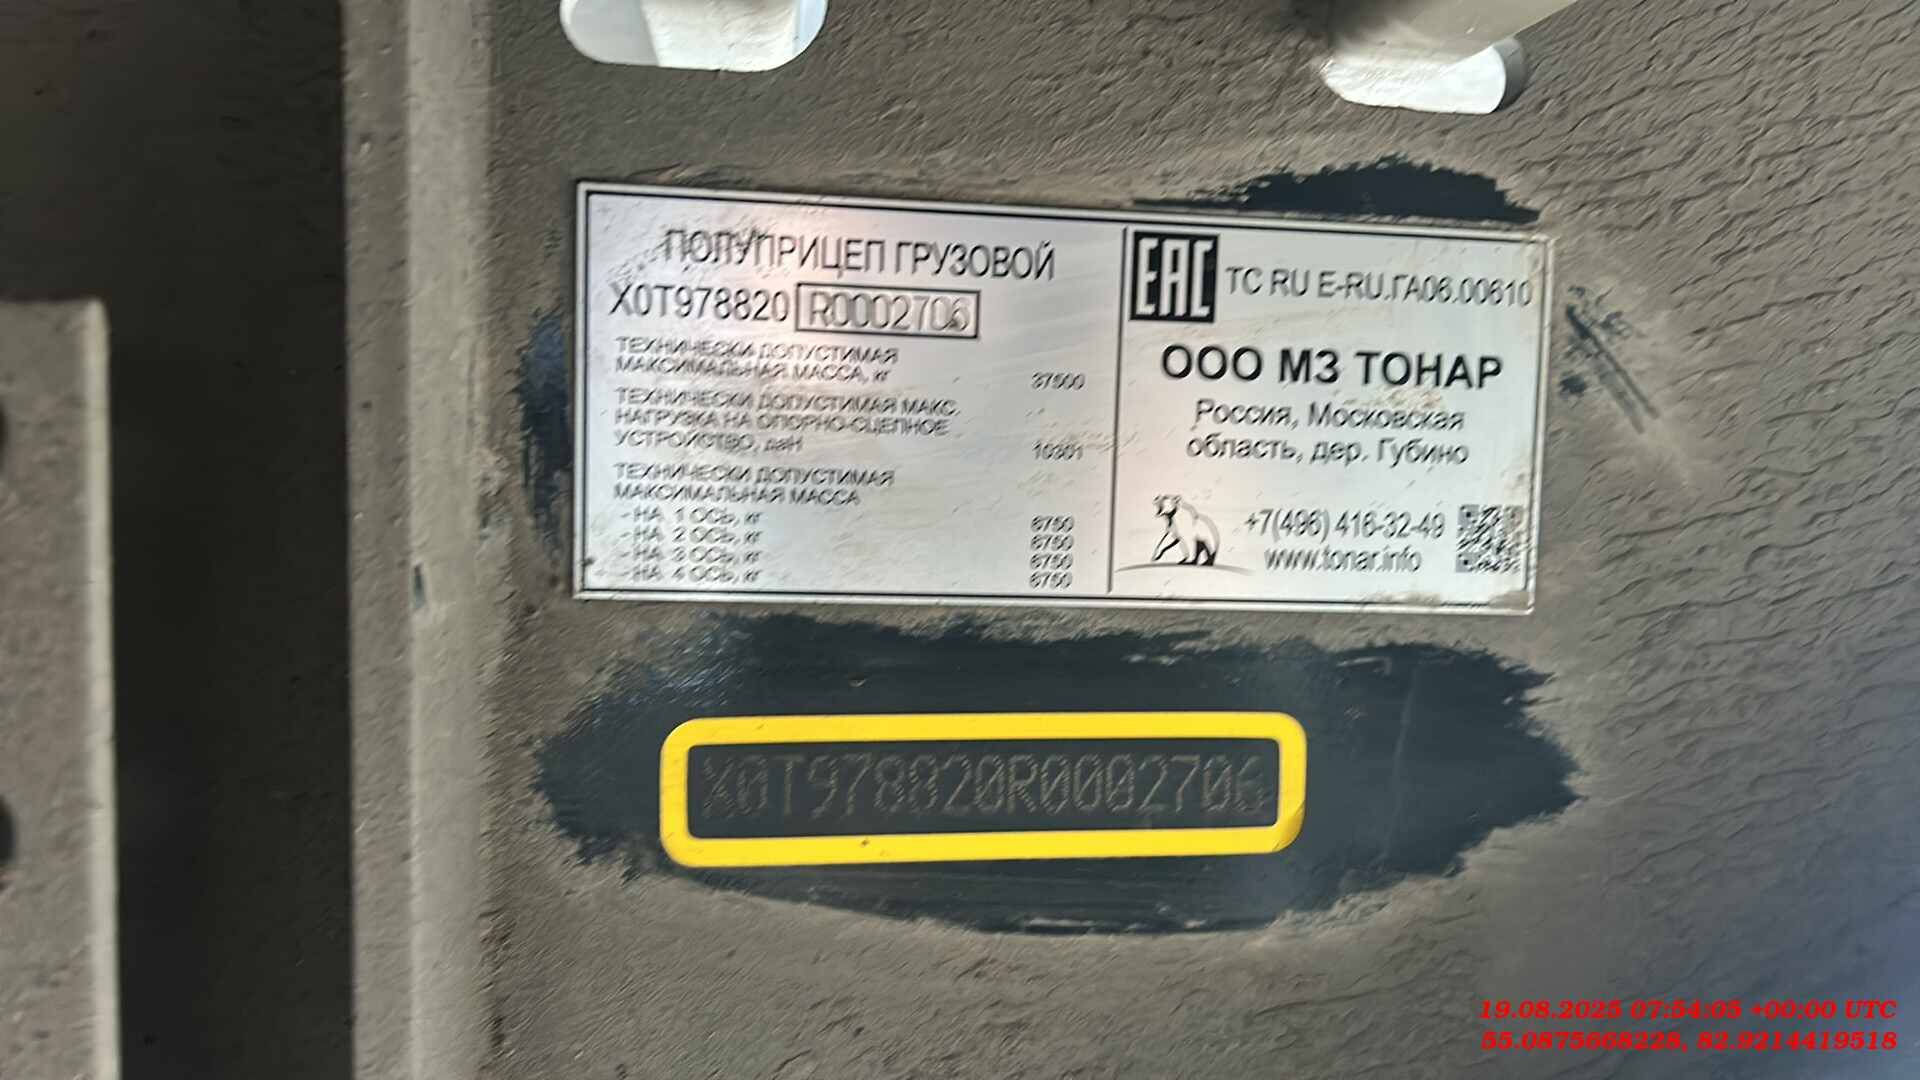 ПОЛУПРИЦЕП ГРУЗОВОЙ
X0T978820 R0002706
ТЕХНИЧЕСКИ ДОПУСТИМАЯ
МАКСИМАЛЬНАЯ МАССА, кг 37500
ТЕХНИЧЕСКИ ДОПУСТИМАЯ МАКС.
НАГРУЗКА НА ОПОРНО-СЦЕПНОЕ
УСТРОЙСТВО, даН 10301
ТЕХНИЧЕСКИ ДОПУСТИМАЯ
МАКСИМАЛЬНАЯ МАССА
- НА 1 ОСЬ, кг 6750
- НА 2 ОСЬ, кг 6750
- НА 3 ОСЬ, кг 6750
- НА 4 ОСЬ, кг 6750
EAC TC RU E-RU.ГА06.00610
ООО МЗ ТОНАР
Россия, Московская
область, дер. Губино
+7(496) 416-32-49
www.tonar.info
X0T978820R0002706
19.08.2025 07:54:05 +00:00 UTC
55.0875668228, 82.9214419518